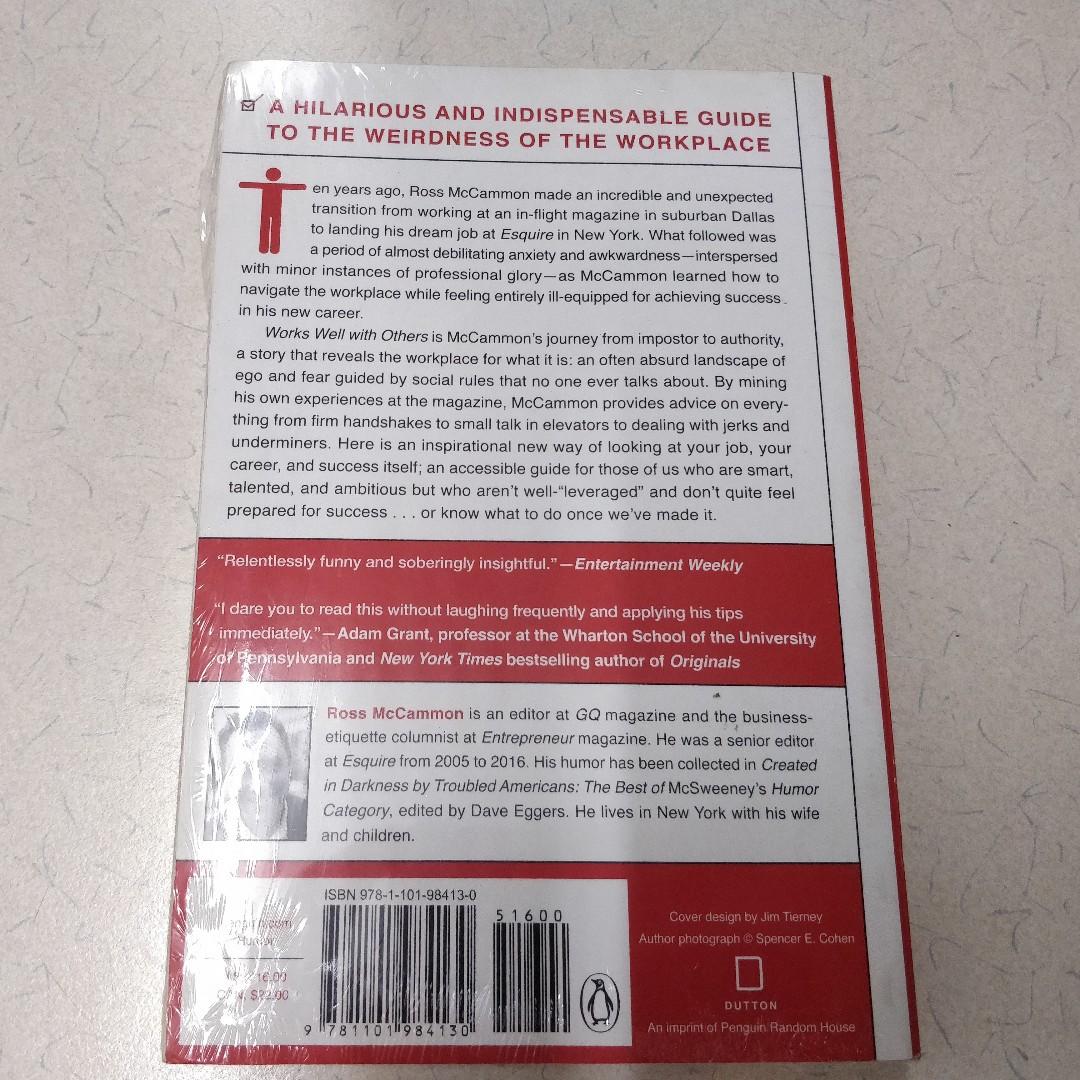 A HILARIOUS AND INDISPENSABLE GUIDE
TO THE WEIRDNESS OF THE WORKPLACE
Ten years ago, Ross McCammon made an incredible and unexpected
transition from working at an in-flight magazine in suburban Dallas
to landing his dream job at Esquire in New York. What followed was
a period of almost debilitating anxiety and awkwardness—interspersed
with minor instances of professional glory—as McCammon learned how to
navigate the workplace while feeling entirely ill-equipped for achieving success
in his new career.
Works Well with Others is McCammon's journey from impostor to authority,
a story that reveals the workplace for what it is: an often absurd landscape of
ego and fear guided by social rules that no one ever talks about. By mining
his own experiences at the magazine, McCammon provides advice on every-
thing from firm handshakes to small talk in elevators to dealing with jerks and
underminers. Here is an inspirational new way of looking at your job, your
career, and success itself; an accessible guide for those of us who are smart,
talented, and ambitious but who aren't well-“leveraged” and don't quite feel
prepared for success . . . or know what to do once we've made it.
“Relentlessly funny and soberingly insightful.”—Entertainment Weekly
“I dare you to read this without laughing frequently and applying his tips
immediately.”—Adam Grant, professor at the Wharton School of the University
of Pennsylvania and New York Times bestselling author of Originals
Ross McCammon is an editor at GQ magazine and the business-
etiquette columnist at Entrepreneur magazine. He was a senior editor
at Esquire from 2005 to 2016. His humor has been collected in Created
in Darkness by Troubled Americans: The Best of McSweeney's Humor
Category, edited by Dave Eggers. He lives in New York with his wife
and children.
ISBN 978-1-101-98413-0
51600
Humor
16.00
CAN. $22.00
9 781101 984130
Cover design by Jim Tierney
Author photograph © Spencer E. Cohen
DUTTON
An imprint of Penguin Random House